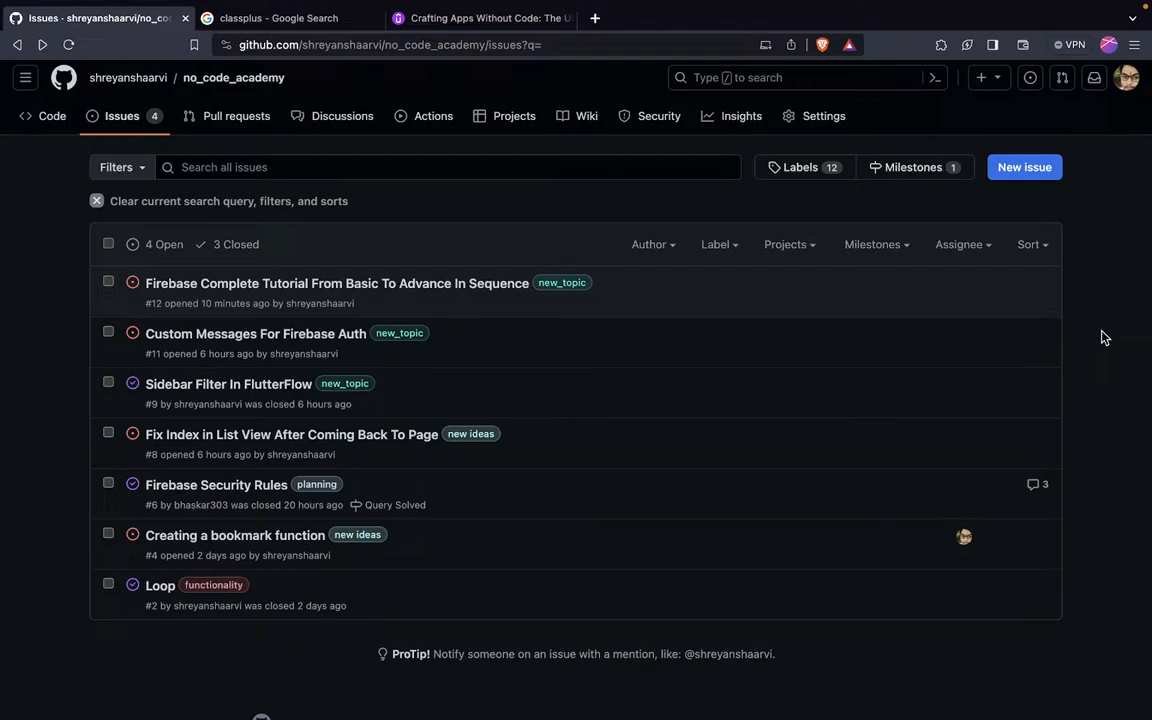 Issues · shreyanshaarvi/no_co
classplus - Google Search
Crafting Apps Without Code: The U
github.com/shreyanshaarvi/no_code_academy/issues?q=
VPN
shreyanshaarvi / no_code_academy
Type / to search
Code
Issues 4
Pull requests
Discussions
Actions
Projects
Wiki
Security
Insights
Settings
Filters
Search all issues
Labels 12
Milestones 1
New issue
Clear current search query, filters, and sorts
4 Open
3 Closed
Author
Label
Projects
Milestones
Assignee
Sort
Firebase Complete Tutorial From Basic To Advance In Sequence new_topic
#12 opened 10 minutes ago by shreyanshaarvi
Custom Messages For Firebase Auth new_topic
#11 opened 6 hours ago by shreyanshaarvi
Sidebar Filter In FlutterFlow new_topic
#9 by shreyanshaarvi was closed 6 hours ago
Fix Index in List View After Coming Back To Page new ideas
#8 opened 6 hours ago by shreyanshaarvi
Firebase Security Rules planning
3
#6 by bhaskar303 was closed 20 hours ago Query Solved
Creating a bookmark function new ideas
#4 opened 2 days ago by shreyanshaarvi
Loop functionality
#2 by shreyanshaarvi was closed 2 days ago
ProTip! Notify someone on an issue with a mention, like: @shreyanshaarvi.